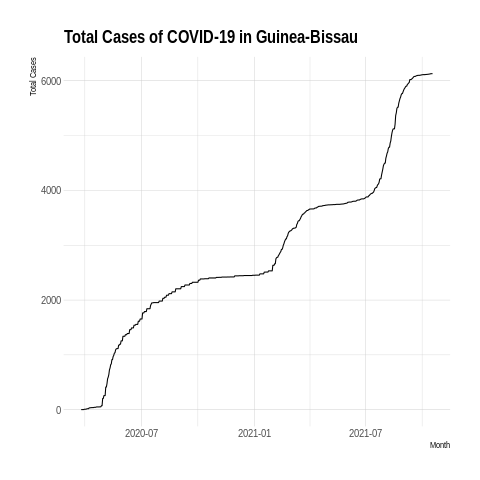 Total Cases of COVID-19 in Guinea-Bissau
Total Cases
6000
4000
2000
0
2020-07
2021-01
2021-07
Month